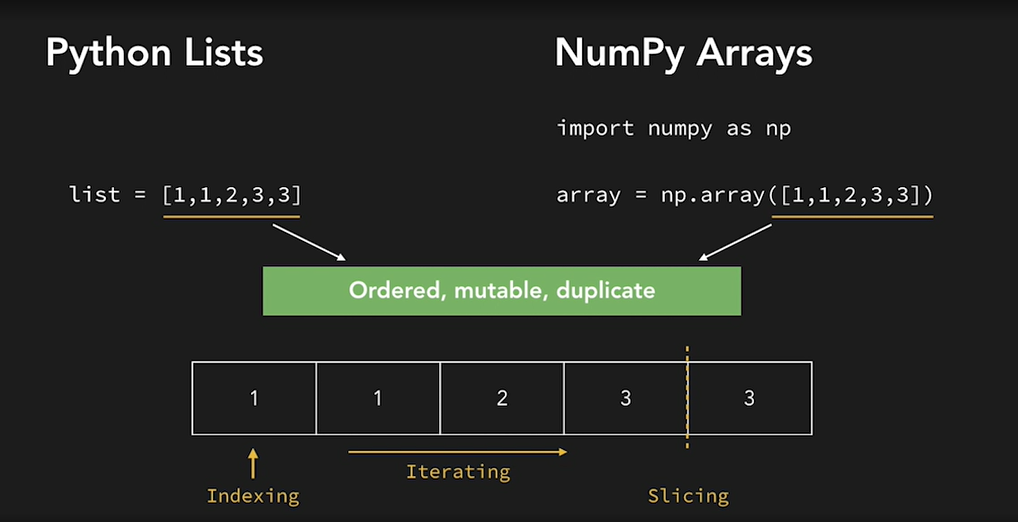 Python Lists
NumPy Arrays
import numpy as np
list = [1,1,2,3,3]
array = np.array([1,1,2,3,3])
Ordered, mutable, duplicate
1 1 2 3 3
Iterating
Indexing
Slicing